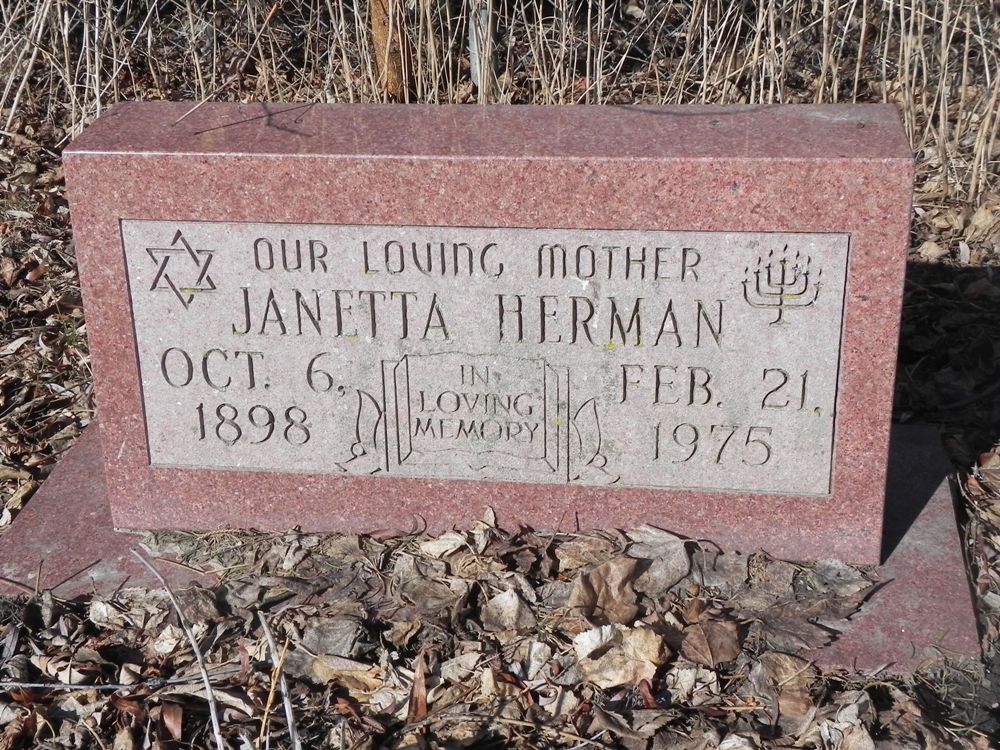 OUR LOVING MOTHER
JANETTA HERMAN
OCT. 6,
1898
IN
LOVING
MEMORY
FEB. 21,
1975